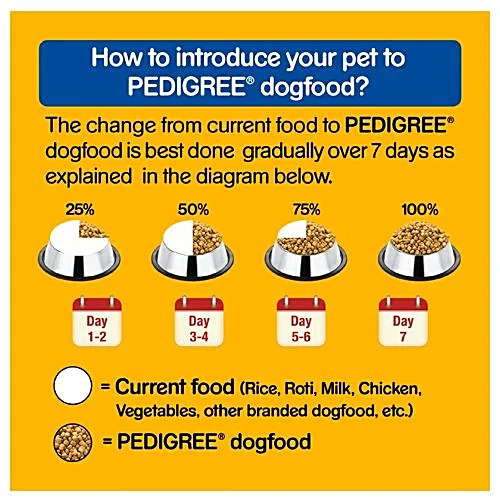 How to introduce your pet to
PEDIGREE® dogfood?
The change from current food to PEDIGREE®
dogfood is best done gradually over 7 days as
explained in the diagram below.
25% 50% 75% 100%
Day Day Day Day
1-2 3-4 5-6 7
= Current food (Rice, Roti, Milk, Chicken,
Vegetables, other branded dogfood, etc.)
= PEDIGREE® dogfood